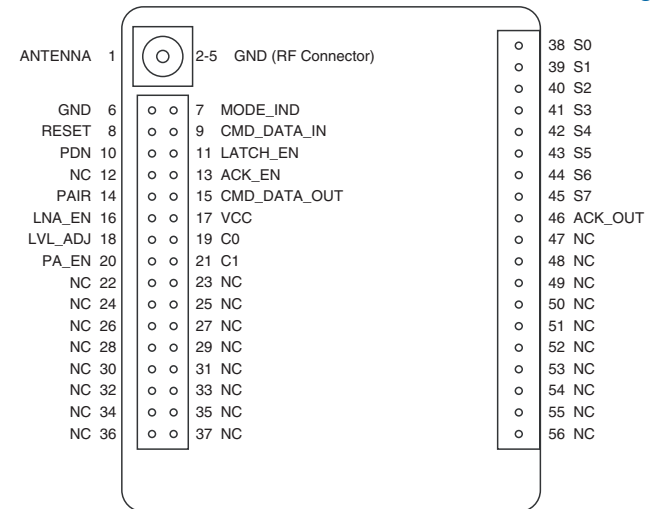 ANTENNA 1 2-5 GND (RF Connector) 38 S0
39 S1
40 S2
GND 6 7 MODE_IND 41 S3
RESET 8 9 CMD_DATA_IN 42 S4
PDN 10 11 LATCH_EN 43 S5
NC 12 13 ACK_EN 44 S6
PAIR 14 15 CMD_DATA_OUT 45 S7
LNA_EN 16 17 VCC 46 ACK_OUT
LVL_ADJ 18 19 C0 47 NC
PA_EN 20 21 C1 48 NC
NC 22 23 NC 49 NC
NC 24 25 NC 50 NC
NC 26 27 NC 51 NC
NC 28 29 NC 52 NC
NC 30 31 NC 53 NC
NC 32 33 NC 54 NC
NC 34 35 NC 55 NC
NC 36 37 NC 56 NC